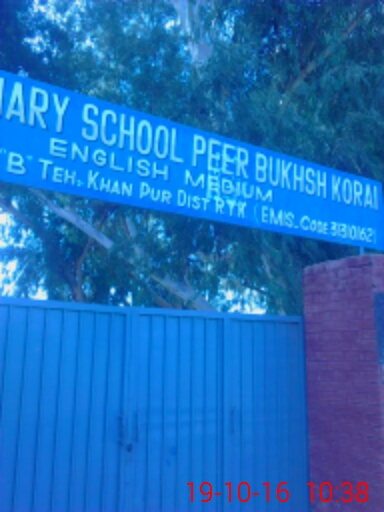 MARY SCHOOL PEER BUKHSH KORAI
ENGLISH MEDIUM
"B" TEH. KHAN PUR DIST RYK (EMIS. CODE 31310162)
19-10-16 10:38